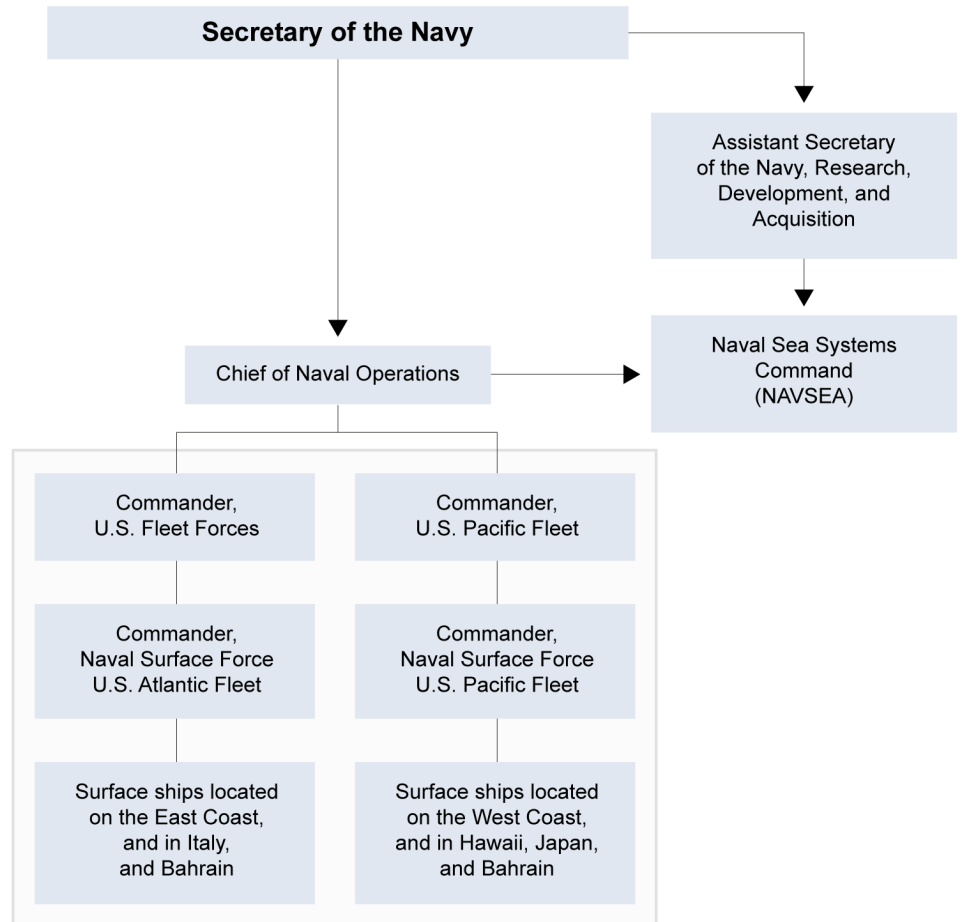 Secretary of the Navy
Assistant Secretary
of the Navy, Research,
Development, and
Acquisition
Chief of Naval Operations
Naval Sea Systems
Command
(NAVSEA)
Commander,
U.S. Fleet Forces
Commander,
U.S. Pacific Fleet
Commander,
Naval Surface Force
U.S. Atlantic Fleet
Commander,
Naval Surface Force
U.S. Pacific Fleet
Surface ships located
on the East Coast,
and in Italy,
and Bahrain
Surface ships located
on the West Coast,
and in Hawaii, Japan,
and Bahrain